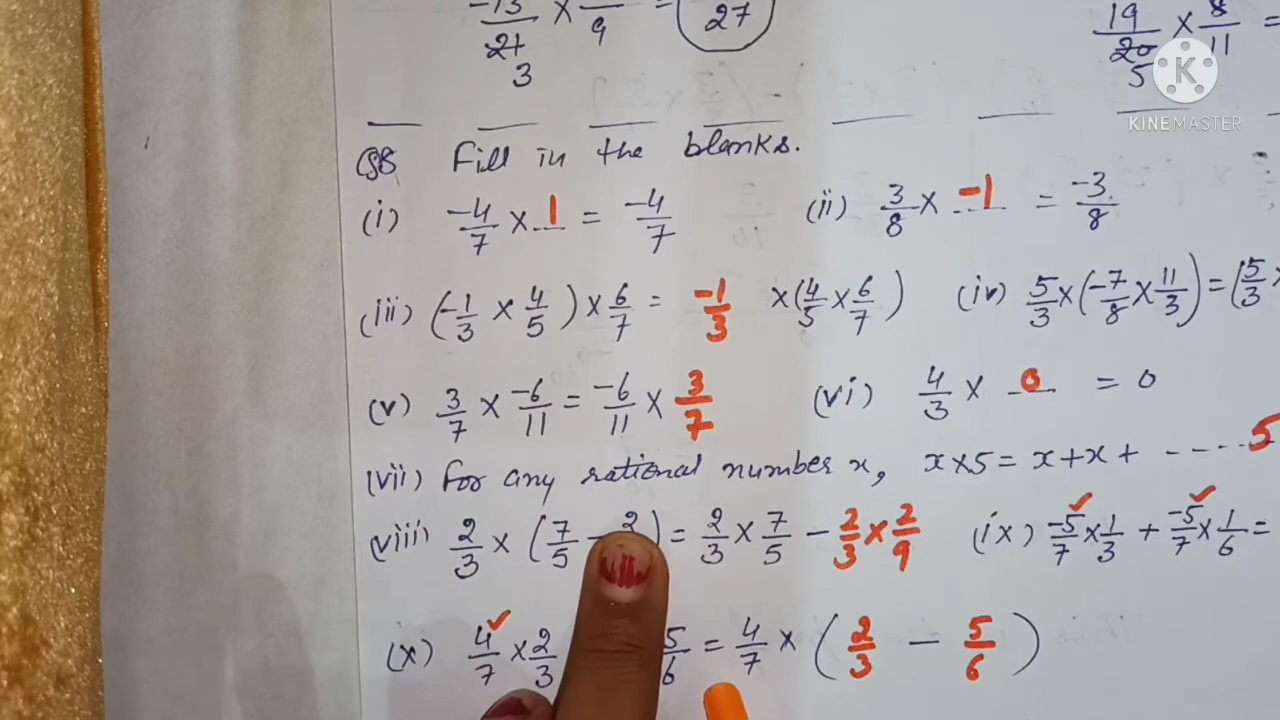 -13/21 × /9 = 27
3
19/20 × 8/11 =
5
KINEMASTER
Q8 Fill in the blanks.
(i) -4/7 × 1 = -4/7 (ii) 3/8 × -1 = -3/8
(iii) (-1/3 × 4/5) × 6/7 = -1/3 × (4/5 × 6/7) (iv) 5/3 × (-7/8 × 11/3) = (5/3 ×
(v) 3/7 × -6/11 = -6/11 × 3/7 (vi) 4/3 × 0 = 0
(vii) For any rational number x, x×5 = x+x+ ----- 5
(viii) 2/3 × (7/5 - 2 ) = 2/3 × 7/5 - 2/3 × 2/9 (ix) -5/7 × 1/3 + -5/7 × 1/6 =
(x) 4/7 × 2/3 5/6 = 4/7 × (2/3 - 5/6)